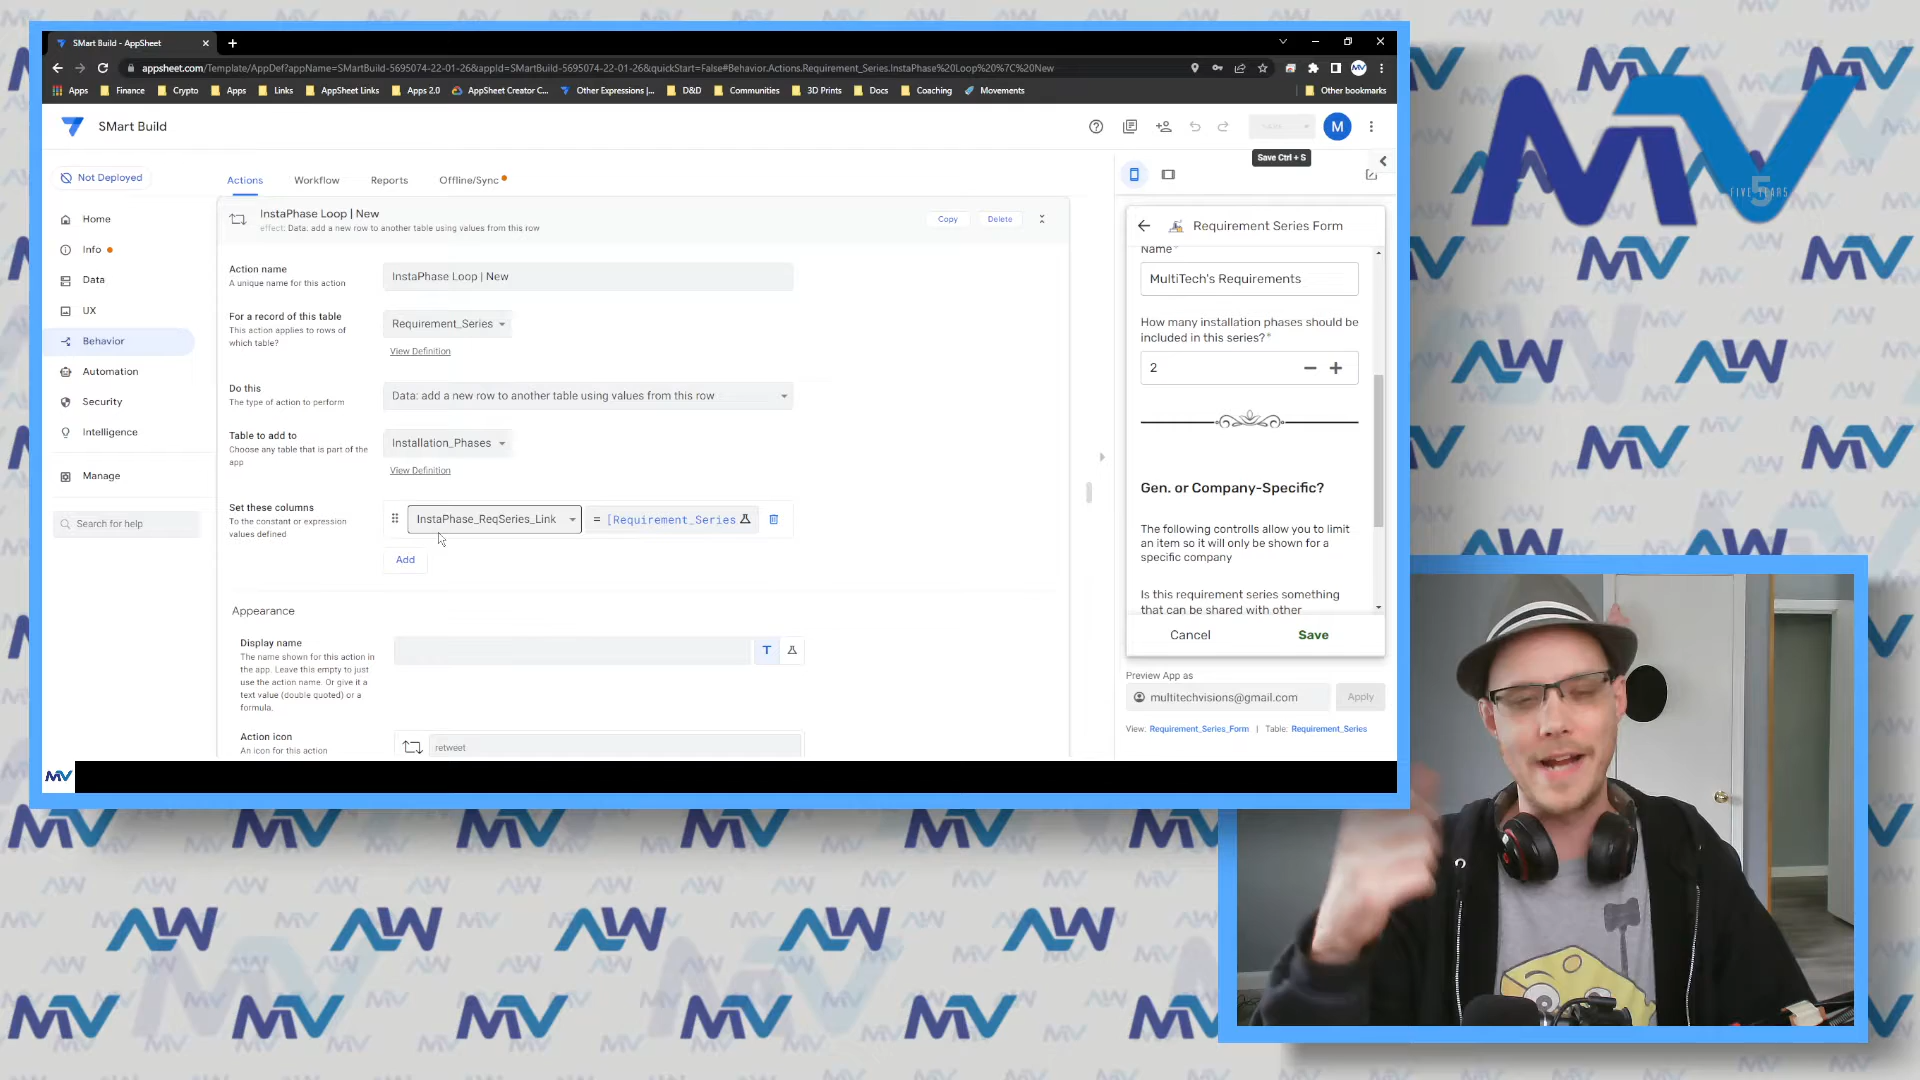 SMart Build - AppSheet
appsheet.com/Template/AppDef?appName=SMartBuild-5695074-22-01-26&appId=SMartBuild-5695074-22-01-26&quickStart=False#Behavior.Actions.Requirement_Series.InstaPhase%20Loop%20%7C%20New
Apps Finance Crypto Apps Links AppSheet Links Apps 2.0 AppSheet Creator C... Other Expressions |... D&D Communities 3D Prints Docs Coaching Movements Other bookmarks
SMart Build
M
Save Ctrl + S
Not Deployed
Home
Info
Data
UX
Behavior
Automation
Security
Intelligence
Manage
Search for help
Actions Workflow Reports Offline/Sync
InstaPhase Loop | New
effect: Data: add a new row to another table using values from this row
Copy Delete
Action name
A unique name for this action
InstaPhase Loop | New
For a record of this table
This action applies to rows of
which table?
Requirement_Series
View Definition
Do this
The type of action to perform
Data: add a new row to another table using values from this row
Table to add to
Choose any table that is part of the
app
Installation_Phases
View Definition
Set these columns
To the constant or expression
values defined
InstaPhase_ReqSeries_Link = [Requirement_Series
Add
Appearance
Display name
The name shown for this action in
the app. Leave this empty to just
use the action name. Or give it a
text value (double quoted) or a
formula.
T
Action icon
An icon for this action
retweet
Requirement Series Form
Name*
MultiTech's Requirements
How many installation phases should be
included in this series?*
2
Gen. or Company-Specific?
The following controlls allow you to limit
an item so it will only be shown for a
specific company
Is this requirement series something
that can be shared with other
Cancel Save
Preview App as
multitechvisions@gmail.com Apply
View: Requirement_Series_Form | Table: Requirement_Series
MV
5
FIVE YEARS